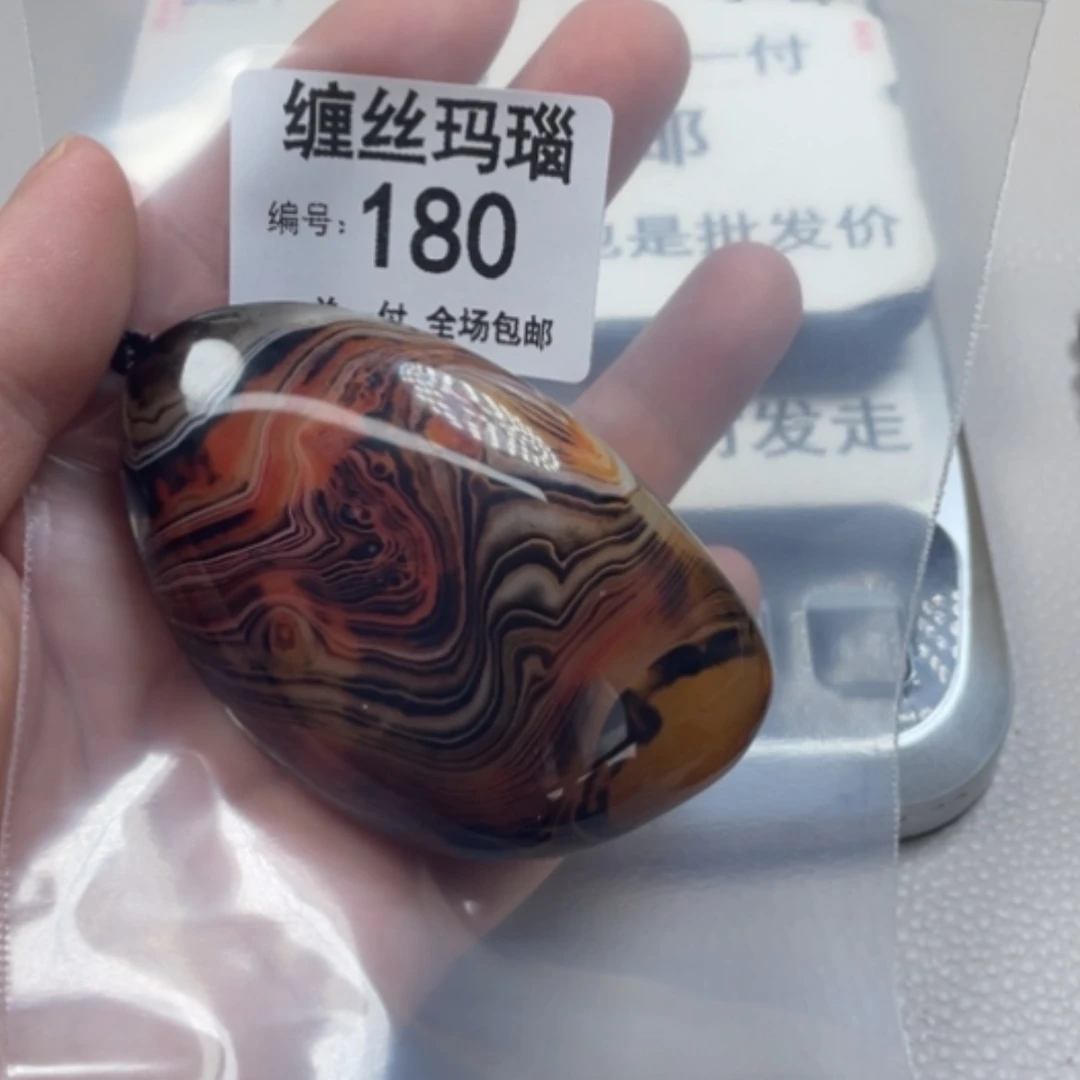 缠丝玛瑙
编号：180
付 全场包邮
一付
邮
也是批发价
发走